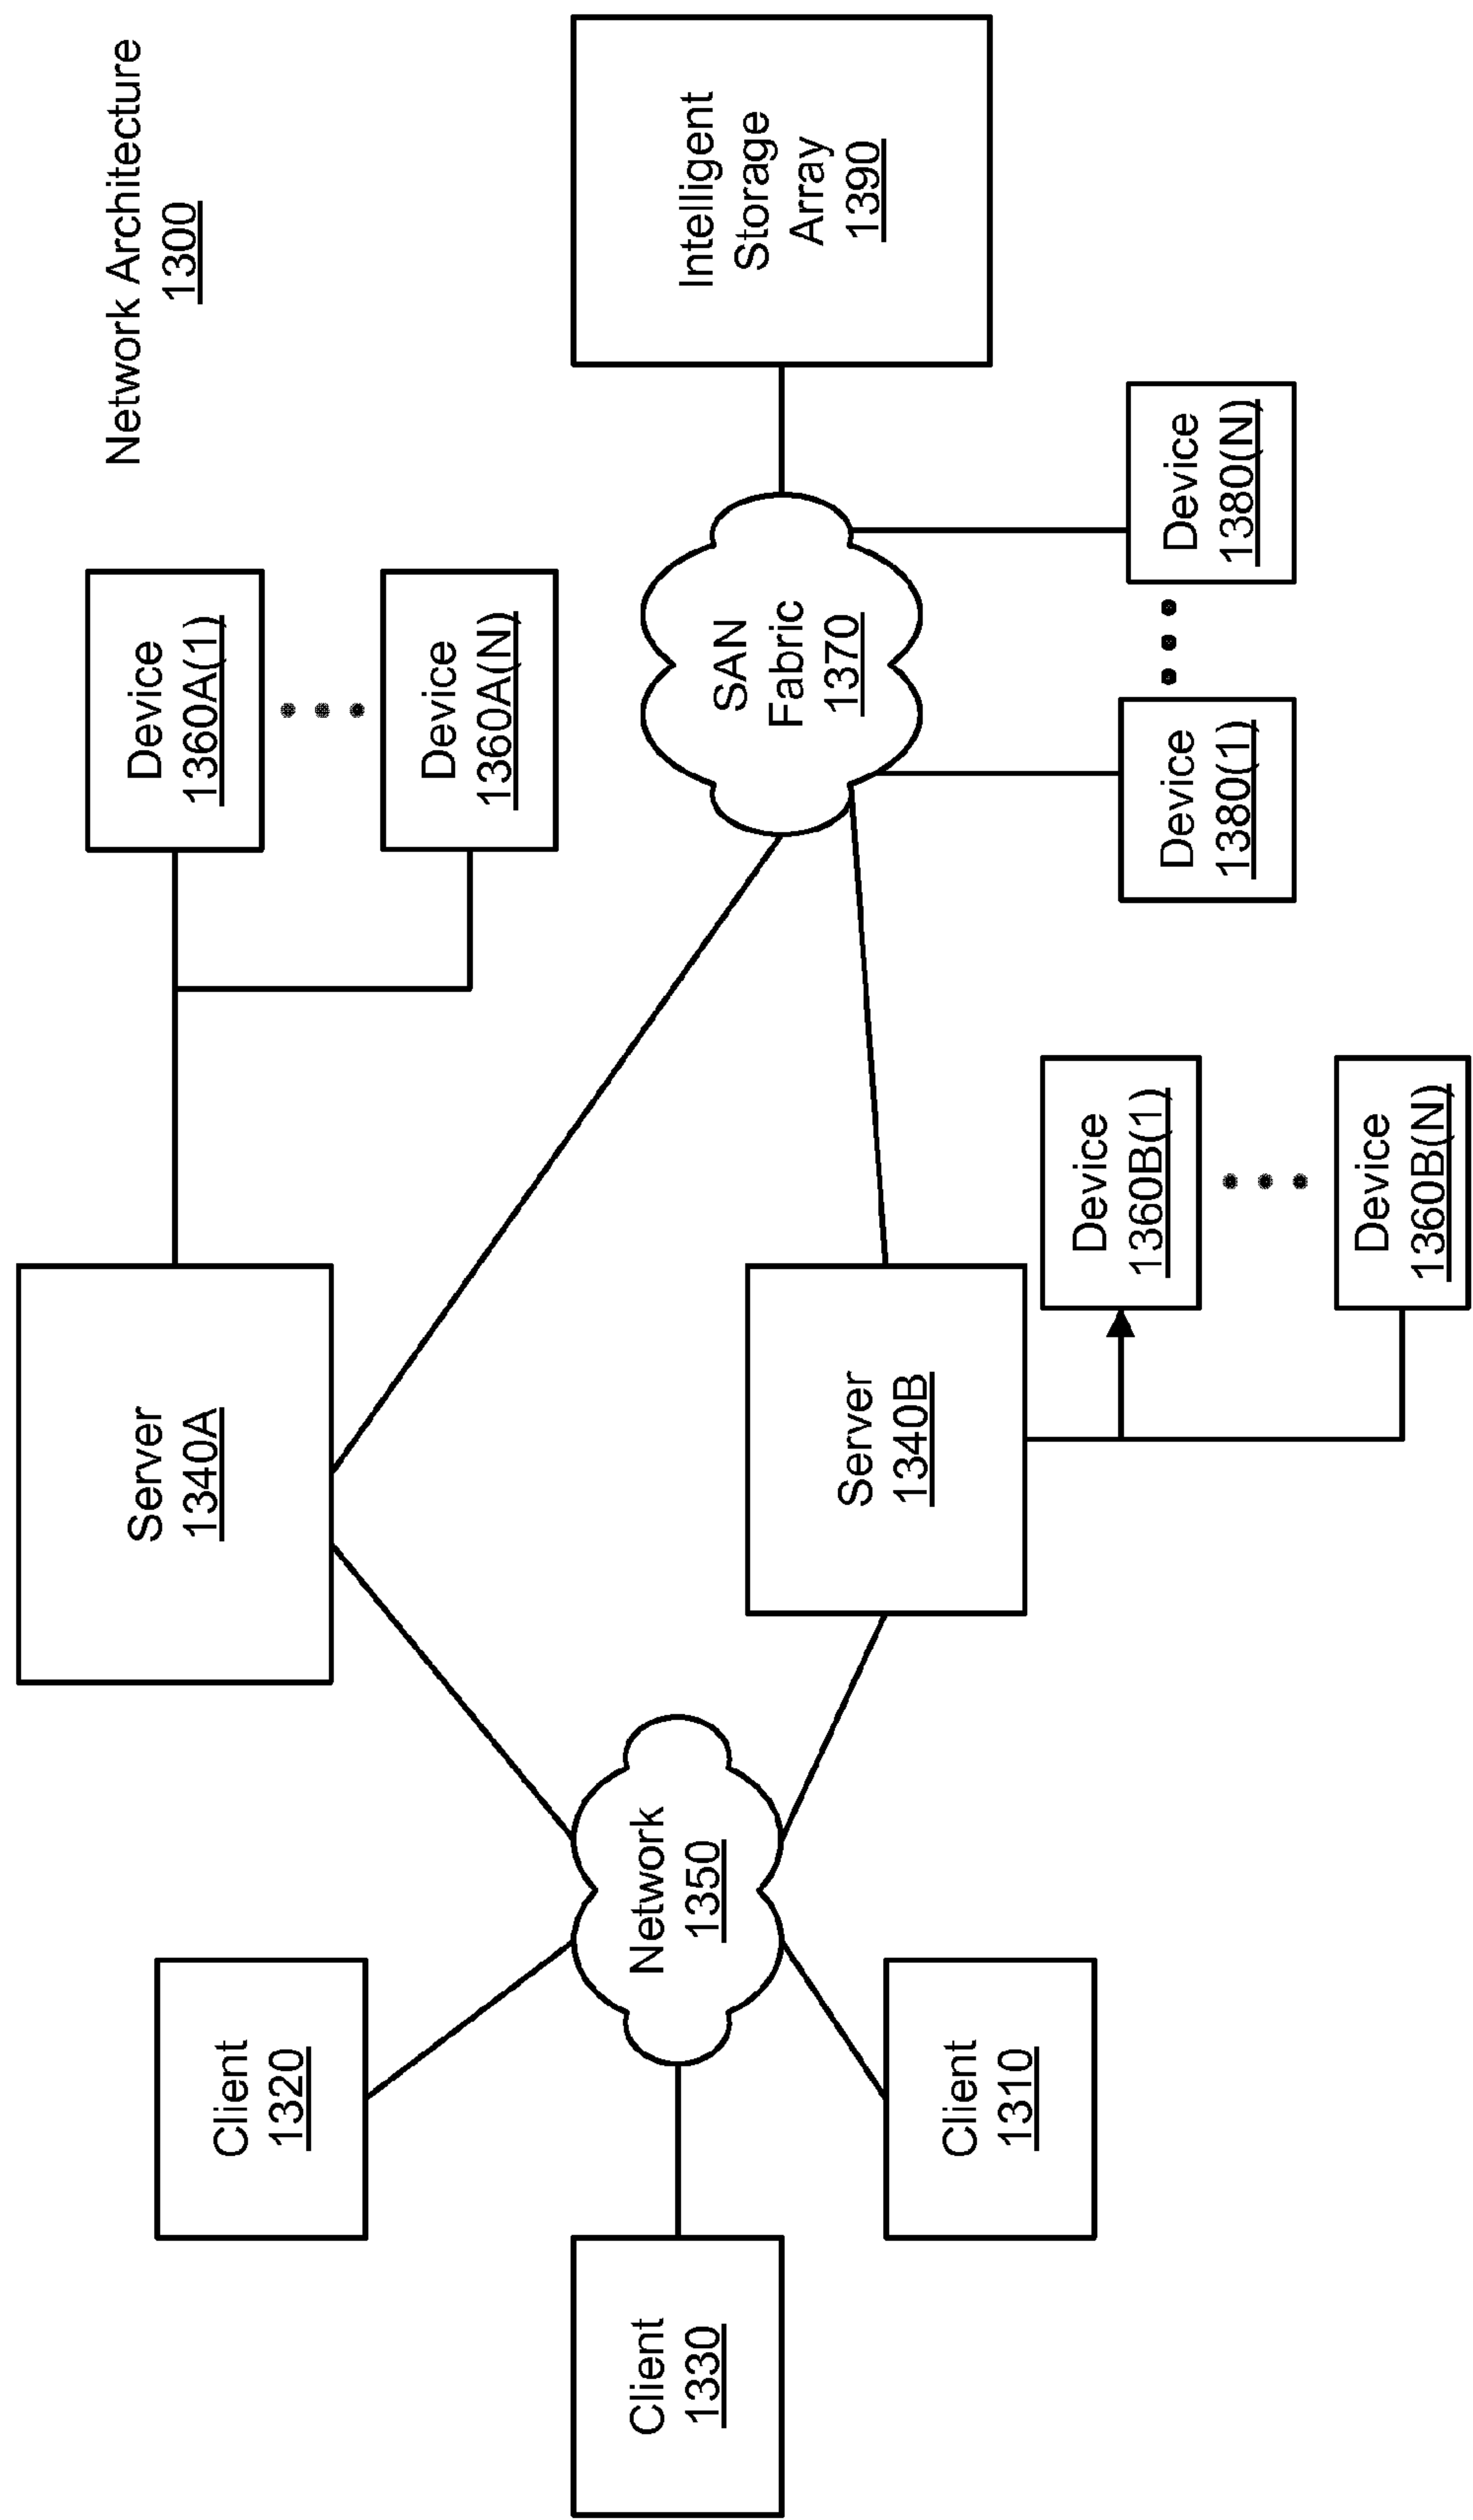 Network Architecture
1300
Device
1360A(1)
Device
1360A(N)
Server
1340A
Client
1320
Client
1330
Network
1350
SAN
Fabric
1370
Intelligent
Storage
Array
1390
Server
1340B
Client
1310
Device
1360B(1)
Device
1360B(N)
Device
1380(1)
Device
1380(N)